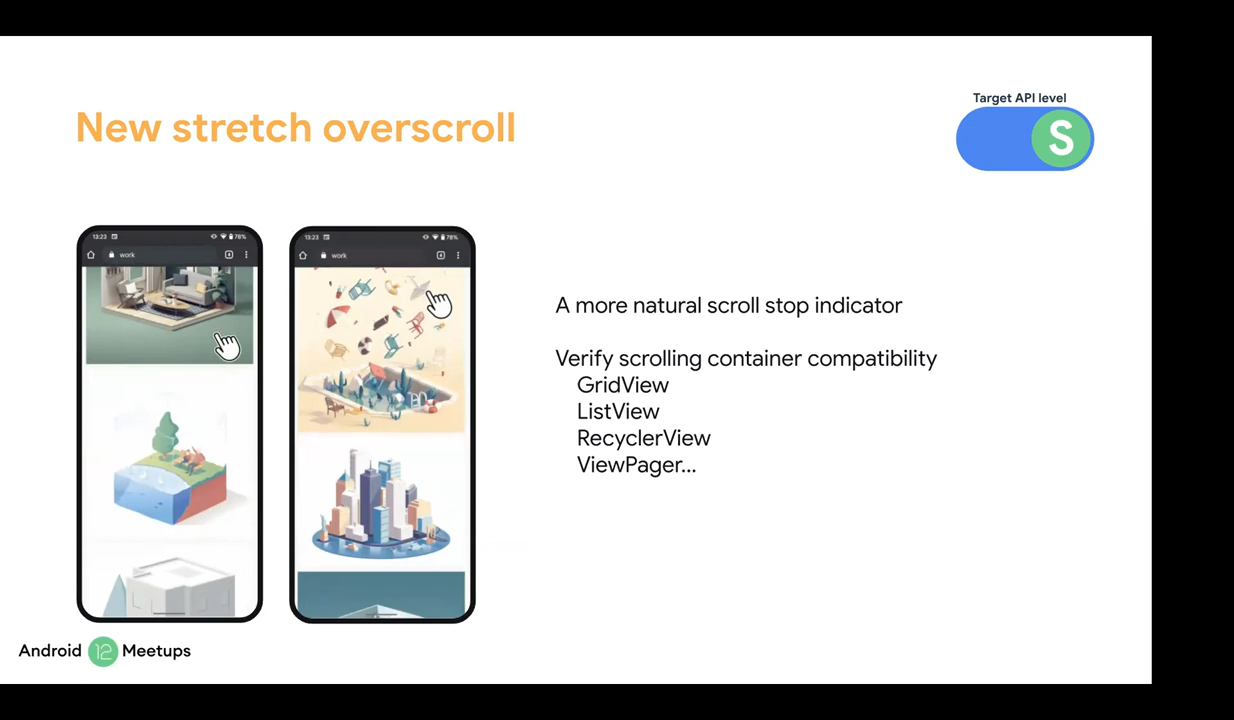 Target API level
S
New stretch overscroll
13:23
78%
work
13:23
78%
work
A more natural scroll stop indicator
Verify scrolling container compatibility
GridView
ListView
RecyclerView
ViewPager...
Android 12 Meetups